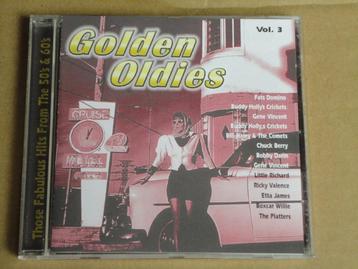 Golden
Oldies
Vol. 3
Those Fabulous Hits From The 50's & 60's
Fats Domino
Buddy Holly's Crickets
Gene Vincent
Buddy Holly's Crickets
Bill Haley & The Comets
Chuck Berry
Bobby Darin
Gene Vincent
Little Richard
Ricky Valence
Etta James
Boxcar Willie
The Platters
CRUISE